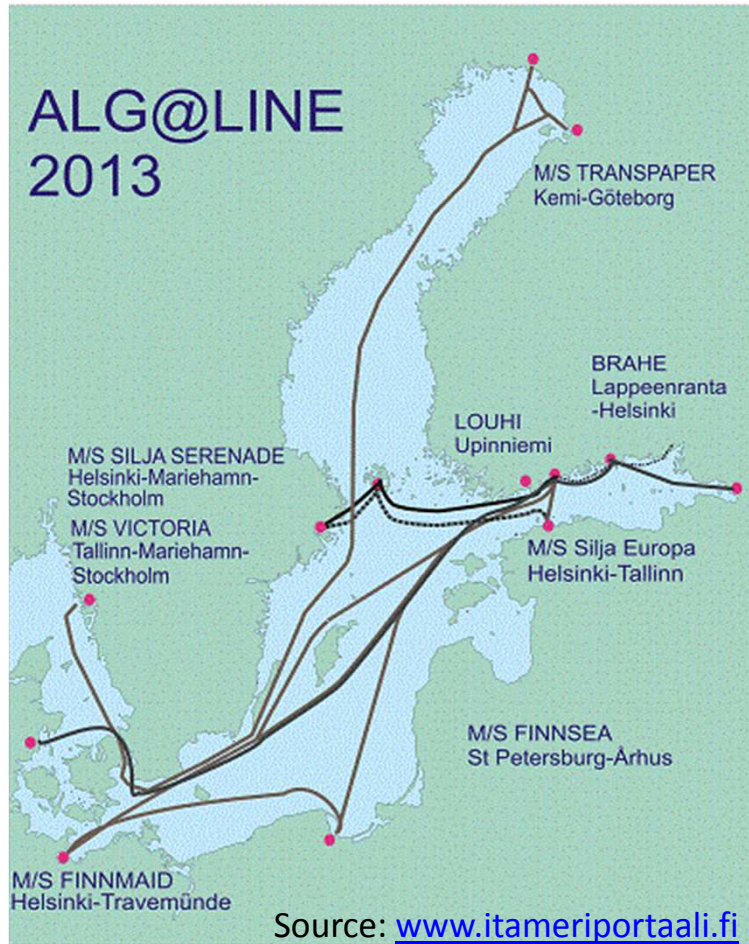 ALG@LINE
2013
M/S TRANSPAPER
Kemi-Göteborg
BRAHE
Lappeenranta
-Helsinki
LOUHI
Upinniemi
M/S SILJA SERENADE
Helsinki-Mariehamn-
Stockholm
M/S VICTORIA
Tallinn-Mariehamn-
Stockholm
M/S Silja Europa
Helsinki-Tallinn
M/S FINNSEA
St Petersburg-Århus
M/S FINNMAID
Helsinki-Travemünde
Source: www.itameriportaali.fi